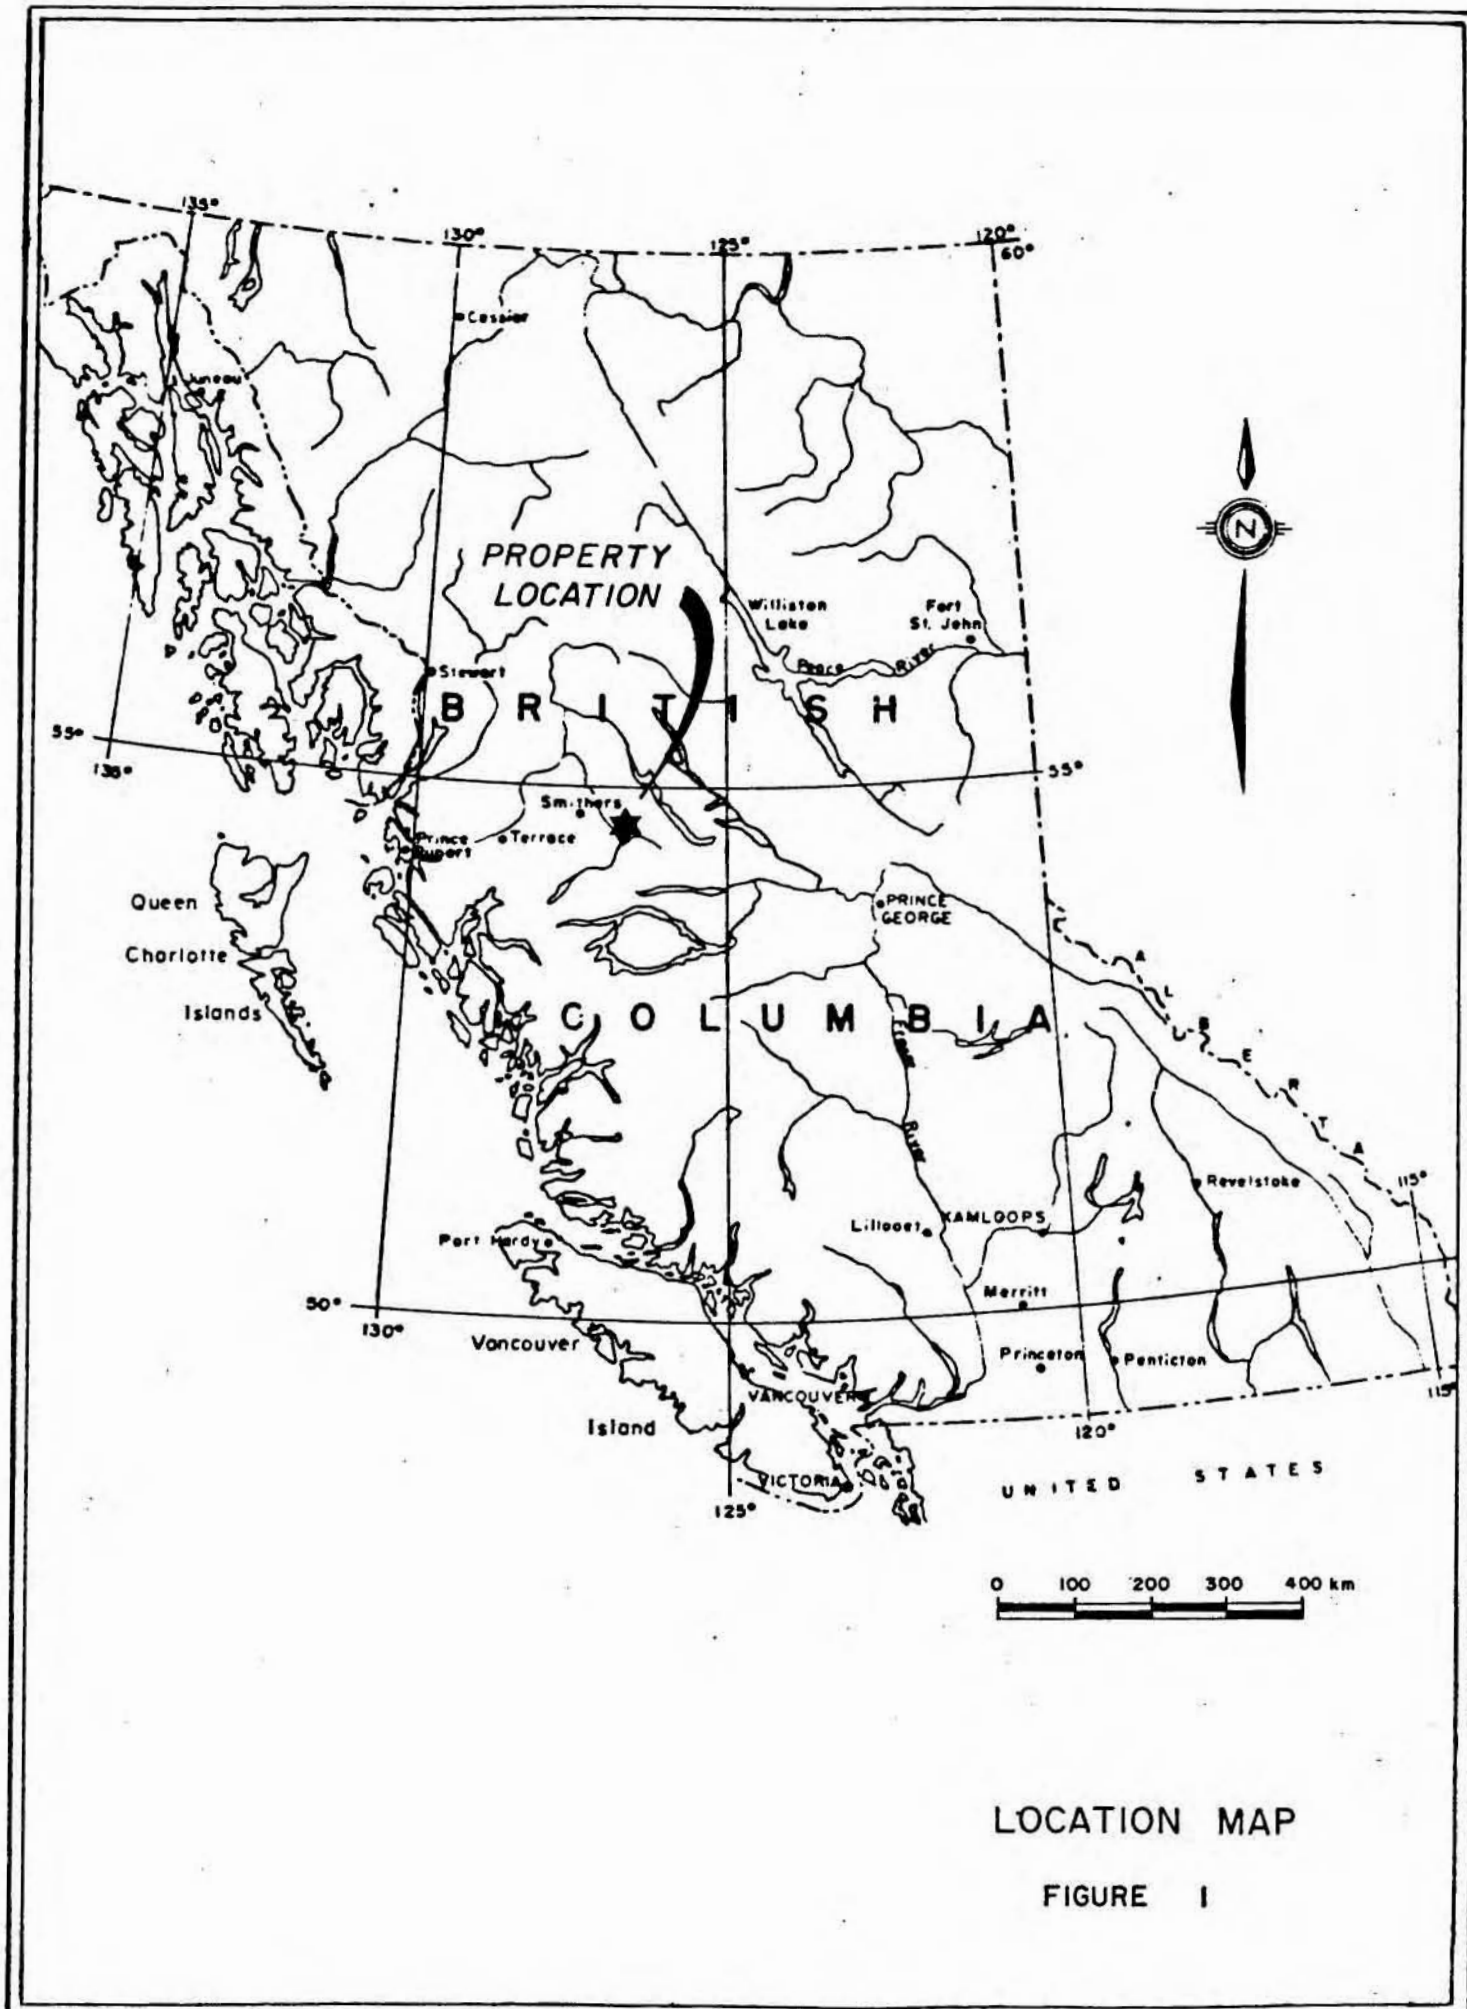 135°
130°
125°
120°
60°
Cassiar
Juneau
N
PROPERTY
LOCATION
Williston
Lake
Fort
St. John
Peace River
Stewart
BRITISH
55°
135°
55°
Smithers
Terrace
Prince
Rupert
Queen
Charlotte
Islands
PRINCE
GEORGE
ALBERTA
COLUMBIA
Fraser
River
Revelstoke
115°
Lillooet
KAMLOOPS
Port Hardy
Merritt
50°
130°
Vancouver
Island
Princeton
Penticton
VANCOUVER
115°
120°
VICTORIA
125°
UNITED STATES
0 100 200 300 400 km
LOCATION MAP
FIGURE 1